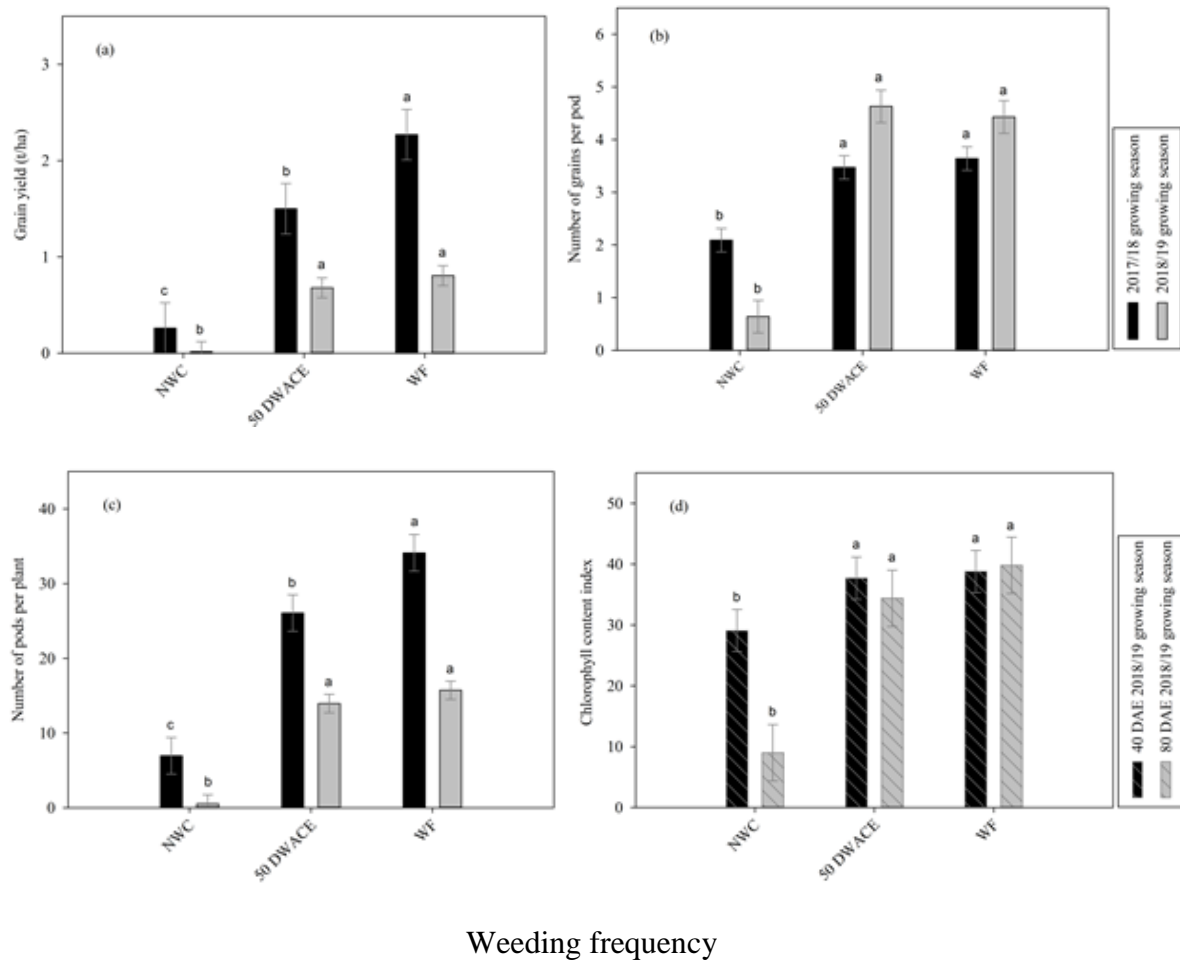 (a)
Grain yield (t/ha)
3
2
1
0
c
b
b
a
a
a
NWC
50 DWACE
WF
(b)
Number of grains per pod
6
5
4
3
2
1
0
b
b
a
a
a
a
NWC
50 DWACE
WF
2017/18 growing season
2018/19 growing season
(c)
Number of pods per plant
40
30
20
10
0
c
b
b
a
a
a
NWC
50 DWACE
WF
(d)
Chlorophyll content index
50
40
30
20
10
0
b
b
a
a
a
a
NWC
50 DWACE
WF
40 DAE 2018/19 growing season
80 DAE 2018/19 growing season
Weeding frequency